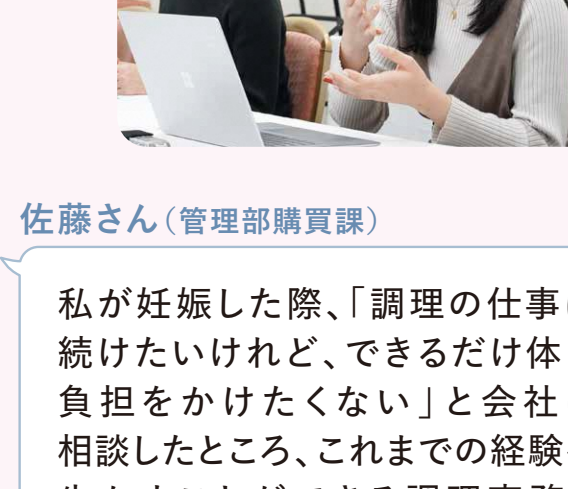 佐藤さん(管理部購買課)
私が妊娠した際、「調理の仕事
続けたいけれど、できるだけ体
負担をかけたくない」と会社
相談したところ、これまでの経験